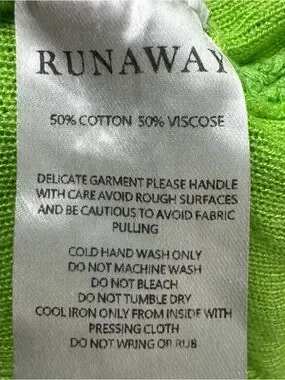 RUNAWAY
50% COTTON 50% VISCOSE
DELICATE GARMENT PLEASE HANDLE
WITH CARE AVOID ROUGH SURFACES
AND BE CAUTIOUS TO AVOID FABRIC
PULLING
COLD HAND WASH ONLY
DO NOT MACHINE WASH
DO NOT BLEACH
DO NOT TUMBLE DRY
COOL IRON ONLY FROM INSIDE WITH
PRESSING CLOTH
DO NOT WRING OR RUB